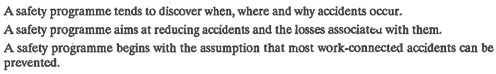 A safety programme tends to discover when, where and why accidents occur.
A safety programme aims at reducing accidents and the losses associated with them.
A safety programme begins with the assumption that most work-connected accidents can be
prevented.